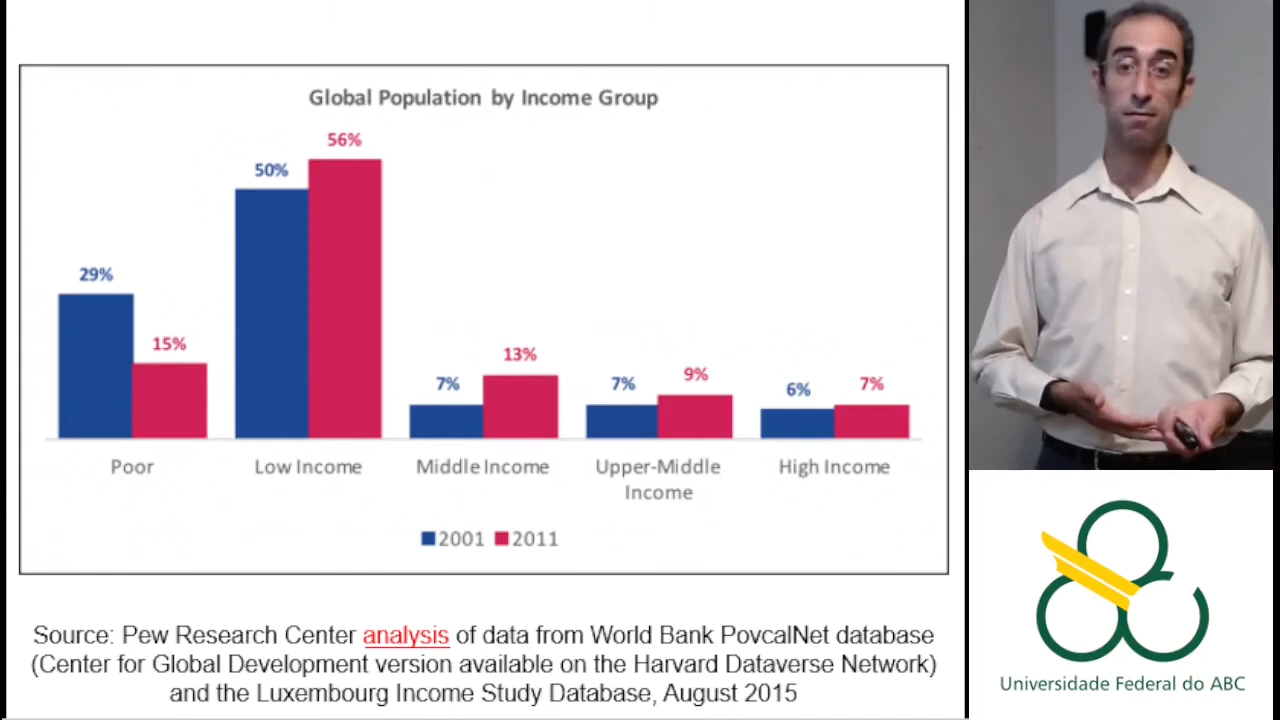 Global Population by Income Group
56%
50%
29%
15%
13%
7%
7%
9%
6%
7%
Poor
Low Income
Middle Income
Upper-Middle
Income
High Income
2001 2011
Source: Pew Research Center analysis of data from World Bank PovcalNet database
(Center for Global Development version available on the Harvard Dataverse Network)
and the Luxembourg Income Study Database, August 2015
Universidade Federal do ABC